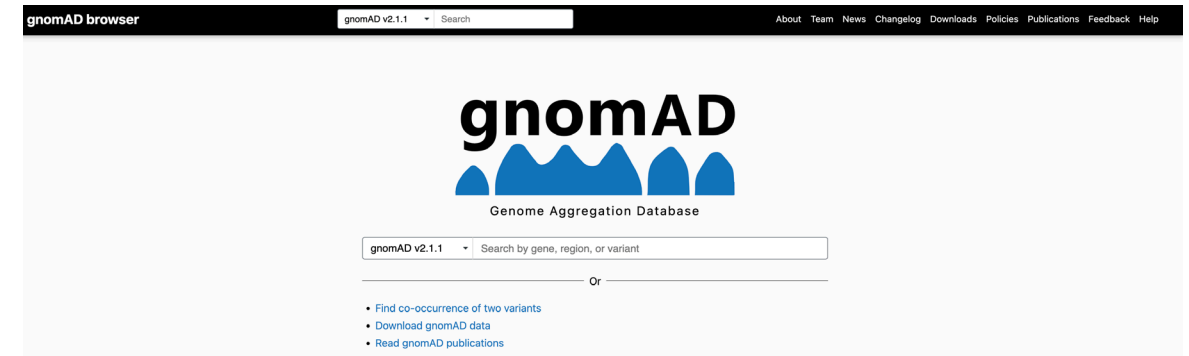 gnomAD browser gnomAD v2.1.1 Search About Team News Changelog Downloads Policies Publications Feedback Help
gnomAD
Genome Aggregation Database
gnomAD v2.1.1 Search by gene, region, or variant
Or
• Find co-occurrence of two variants
• Download gnomAD data
• Read gnomAD publications